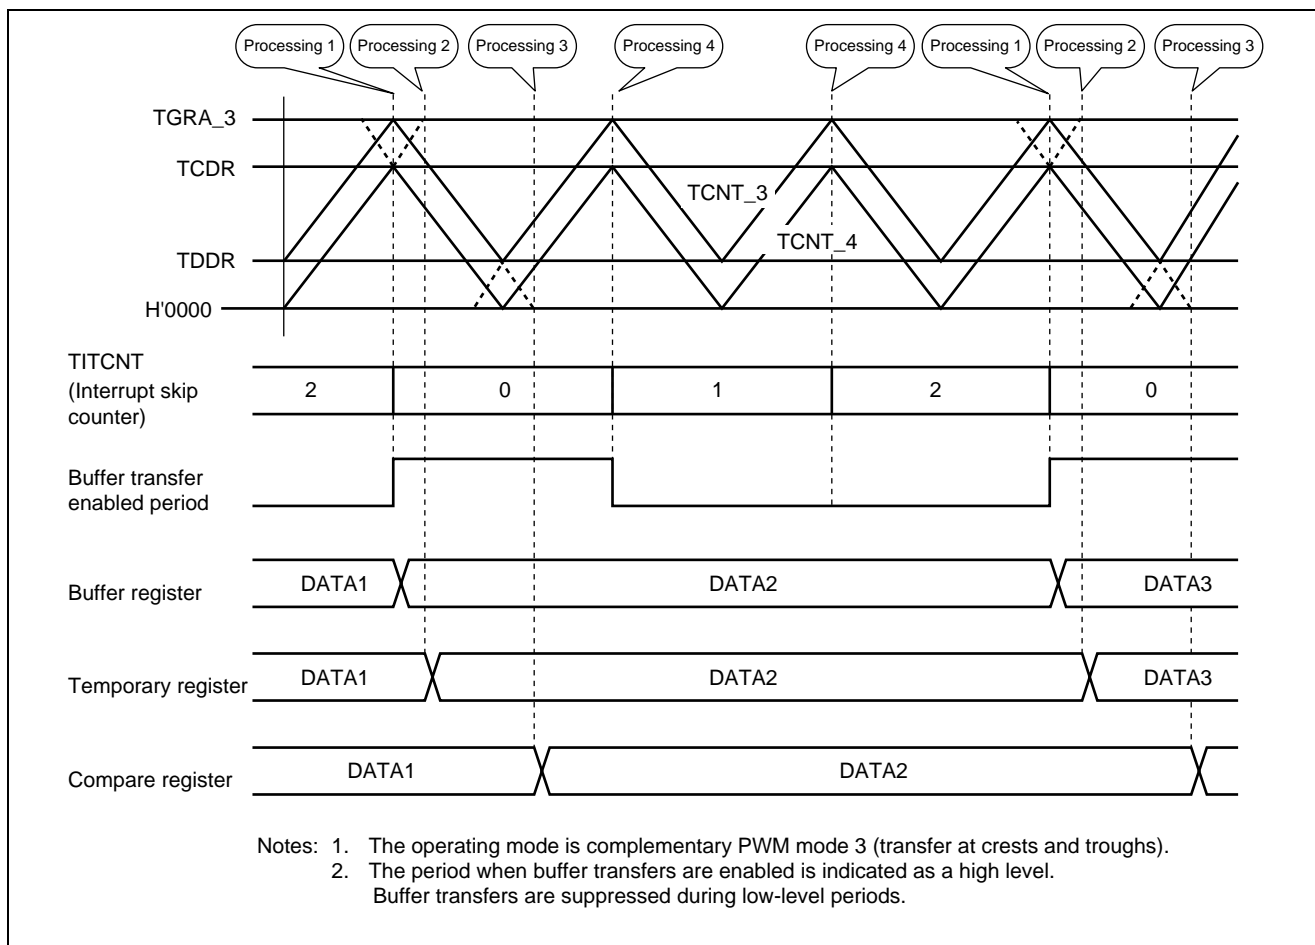 Processing 1 Processing 2 Processing 3 Processing 4 Processing 4 Processing 1 Processing 2 Processing 3
TGRA_3
TCDR
TCNT_3
TCNT_4
TDDR
H'0000
TITCNT
(Interrupt skip
counter)
2 0 1 2 0
Buffer transfer
enabled period
Buffer register
DATA1 DATA2 DATA3
Temporary register
DATA1 DATA2 DATA3
Compare register
DATA1 DATA2
Notes: 1. The operating mode is complementary PWM mode 3 (transfer at crests and troughs).
2. The period when buffer transfers are enabled is indicated as a high level.
Buffer transfers are suppressed during low-level periods.